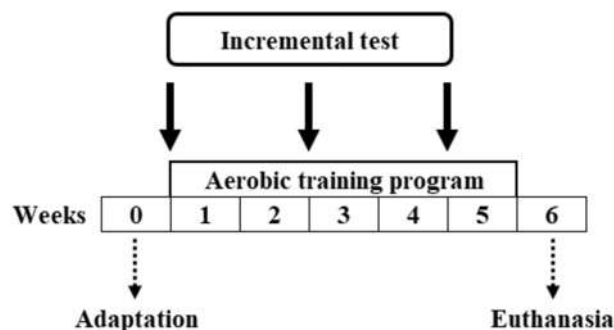 Incremental test
Aerobic training program
Weeks 0 1 2 3 4 5 6
Adaptation Euthanasia